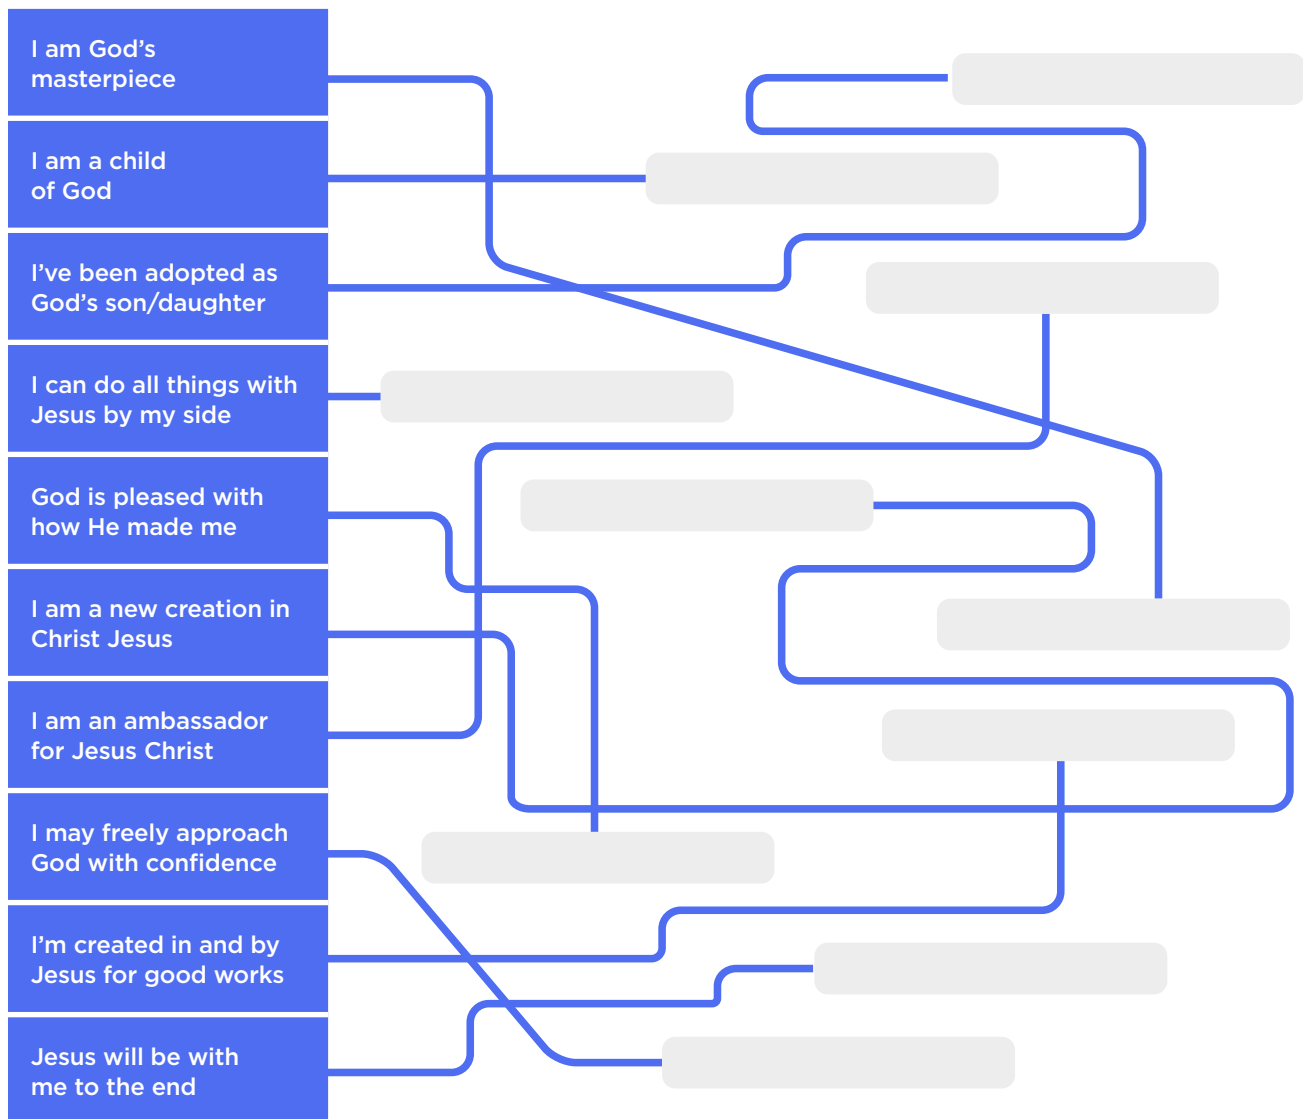 I am God’s
masterpiece
I am a child
of God
I’ve been adopted as
God’s son/daughter
I can do all things with
Jesus by my side
God is pleased with
how He made me
I am a new creation in
Christ Jesus
I am an ambassador
for Jesus Christ
I may freely approach
God with confidence
I’m created in and by
Jesus for good works
Jesus will be with
me to the end